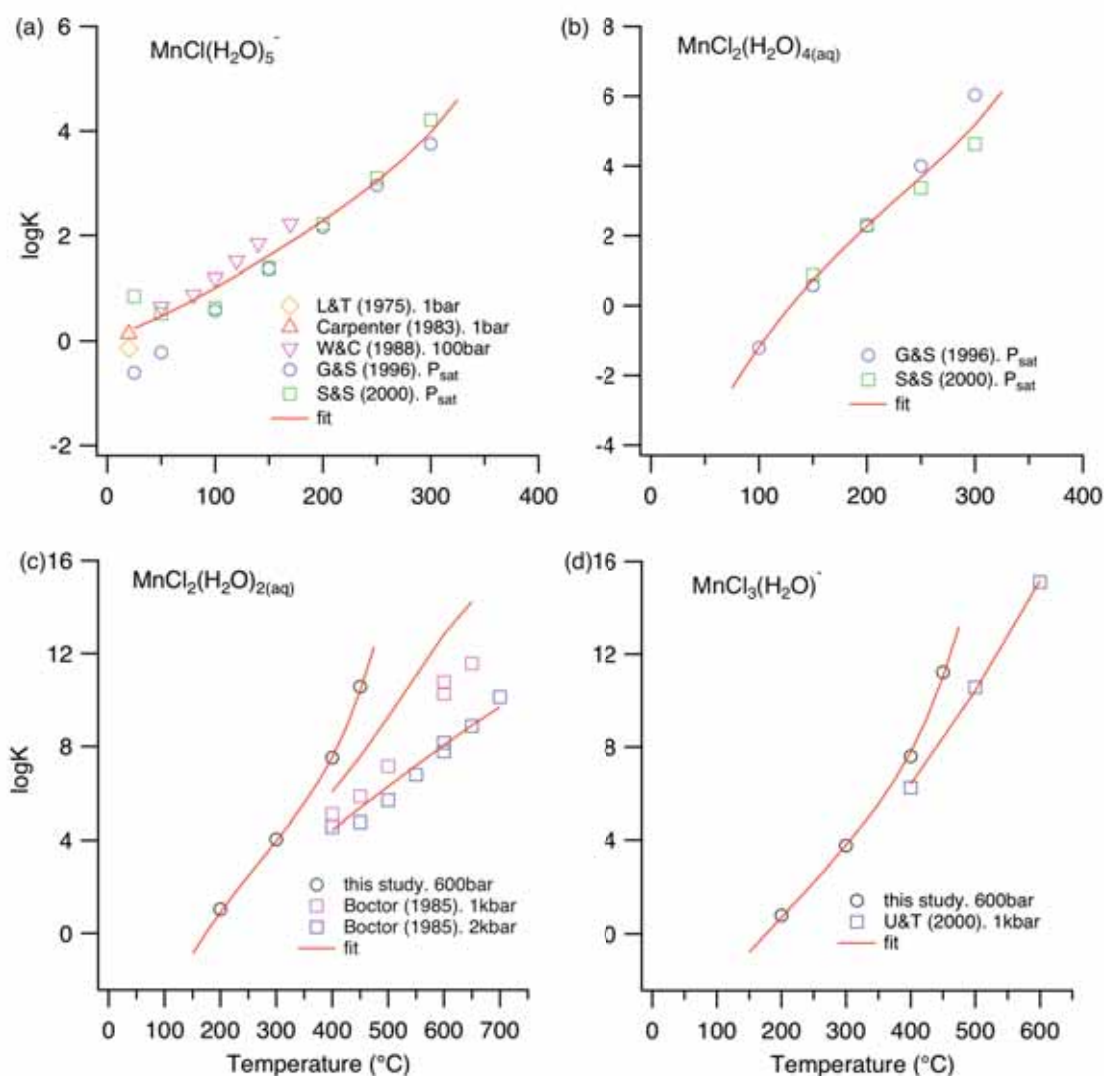 (a)
MnCl(H₂O)₅⁻
6
4
2
0
-2
logK
L&T (1975). 1bar
Carpenter (1983). 1bar
W&C (1988). 100bar
G&S (1996). Psat
S&S (2000). Psat
fit
0 100 200 300 400
(b)
MnCl₂(H₂O)₄(aq)
8
6
4
2
0
-2
-4
G&S (1996). Psat
S&S (2000). Psat
fit
0 100 200 300 400
(c)
MnCl₂(H₂O)₂(aq)
16
12
8
4
0
logK
this study. 600bar
Boctor (1985). 1kbar
Boctor (1985). 2kbar
fit
0 100 200 300 400 500 600 700
Temperature (°C)
(d)
MnCl₃(H₂O)⁻
16
12
8
4
0
this study. 600bar
U&T (2000). 1kbar
fit
0 100 200 300 400 500 600
Temperature (°C)